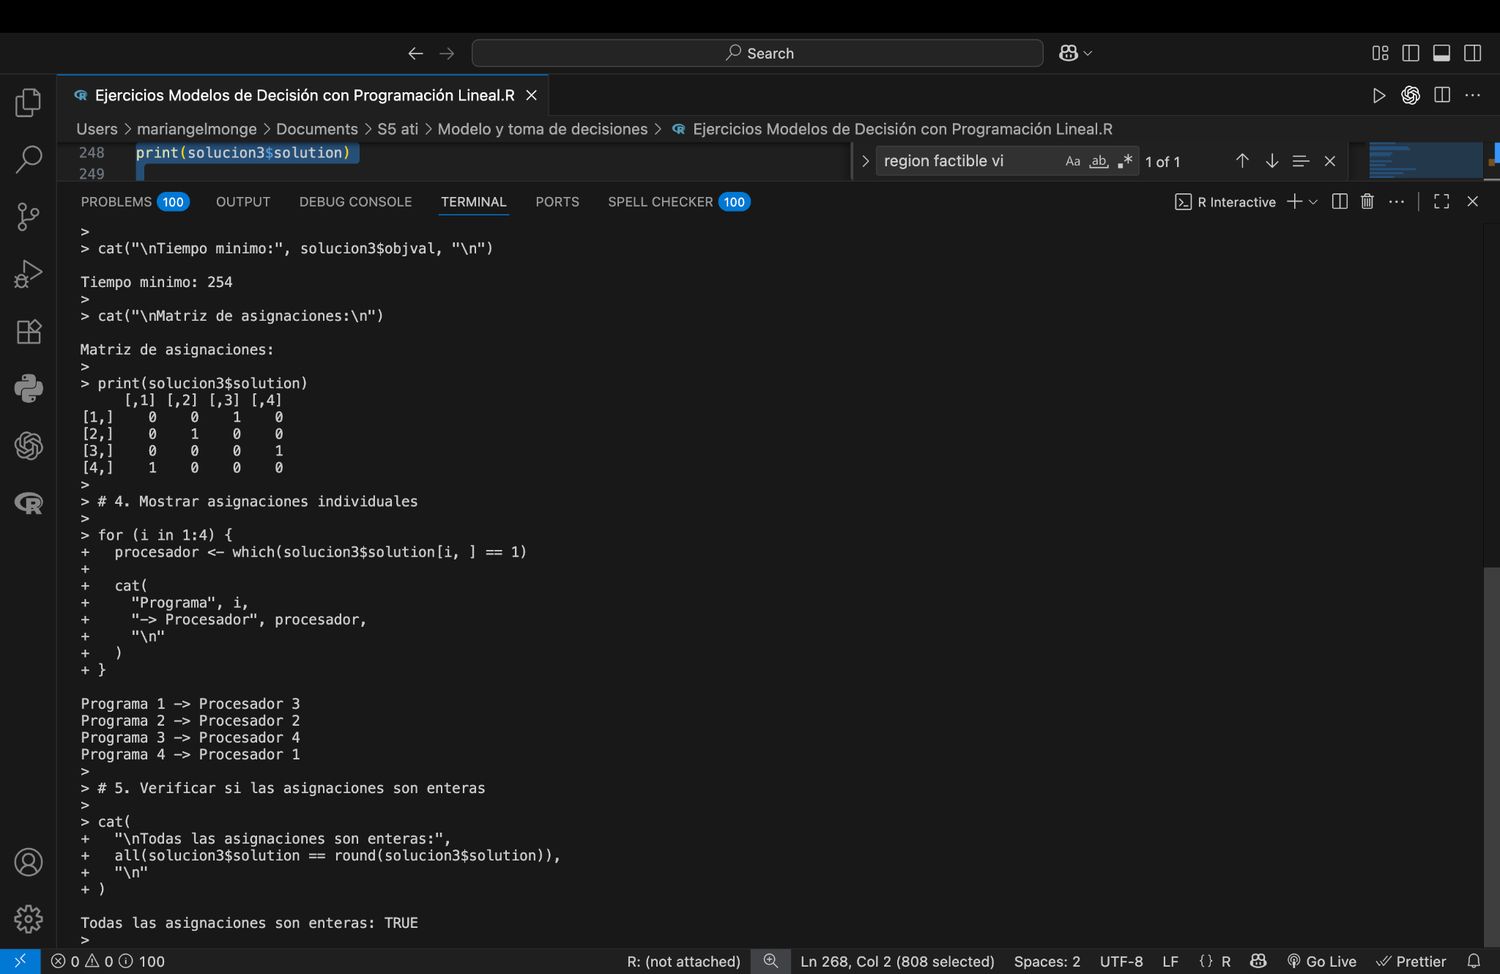 Search
Ejercicios Modelos de Decisión con Programación Lineal.R
Users > mariangelmonge > Documents > S5 ati > Modelo y toma de decisiones > Ejercicios Modelos de Decisión con Programación Lineal.R
248 print(solucion3$solution)
249
region factible vi Aa ab 1 of 1
PROBLEMS 100 OUTPUT DEBUG CONSOLE TERMINAL PORTS SPELL CHECKER 100 R Interactive
>
> cat("\nTiempo minimo:", solucion3$objval, "\n")
Tiempo minimo: 254
>
> cat("\nMatriz de asignaciones:\n")
Matriz de asignaciones:
>
> print(solucion3$solution)
[,1] [,2] [,3] [,4]
[1,] 0 0 1 0
[2,] 0 1 0 0
[3,] 0 0 0 1
[4,] 1 0 0 0
>
> # 4. Mostrar asignaciones individuales
>
> for (i in 1:4) {
+ procesador <- which(solucion3$solution[i, ] == 1)
+
+ cat(
+ "Programa", i,
+ "-> Procesador", procesador,
+ "\n"
+ )
+ }
Programa 1 -> Procesador 3
Programa 2 -> Procesador 2
Programa 3 -> Procesador 4
Programa 4 -> Procesador 1
>
> # 5. Verificar si las asignaciones son enteras
>
> cat(
+ "\nTodas las asignaciones son enteras:",
+ all(solucion3$solution == round(solucion3$solution)),
+ "\n"
+ )
Todas las asignaciones son enteras: TRUE
>
0 0 100 R: (not attached) Ln 268, Col 2 (808 selected) Spaces: 2 UTF-8 LF {} R Go Live Prettier